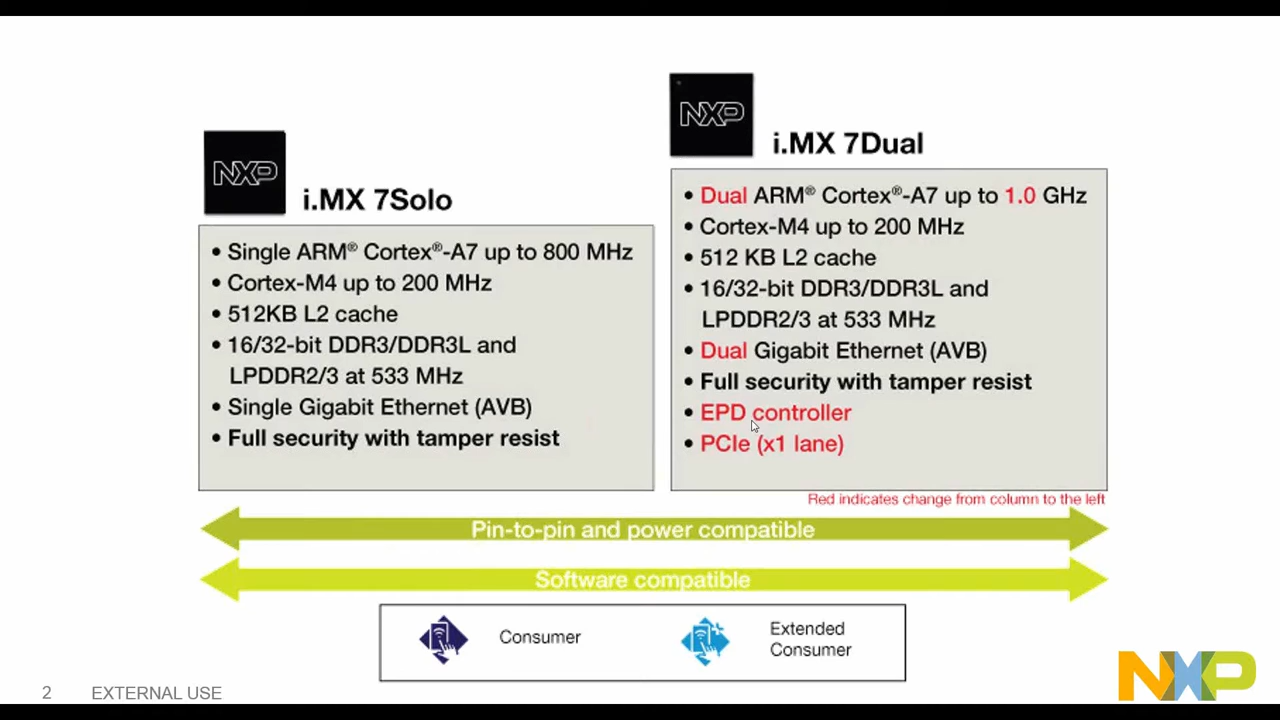 NXP
i.MX 7Solo
• Single ARM® Cortex®-A7 up to 800 MHz
• Cortex-M4 up to 200 MHz
• 512KB L2 cache
• 16/32-bit DDR3/DDR3L and
LPDDR2/3 at 533 MHz
• Single Gigabit Ethernet (AVB)
• Full security with tamper resist
NXP
i.MX 7Dual
• Dual ARM® Cortex®-A7 up to 1.0 GHz
• Cortex-M4 up to 200 MHz
• 512 KB L2 cache
• 16/32-bit DDR3/DDR3L and
LPDDR2/3 at 533 MHz
• Dual Gigabit Ethernet (AVB)
• Full security with tamper resist
• EPD controller
• PCIe (x1 lane)
Red indicates change from column to the left
Pin-to-pin and power compatible
Software compatible
Consumer
Extended
Consumer
2 EXTERNAL USE
NXP